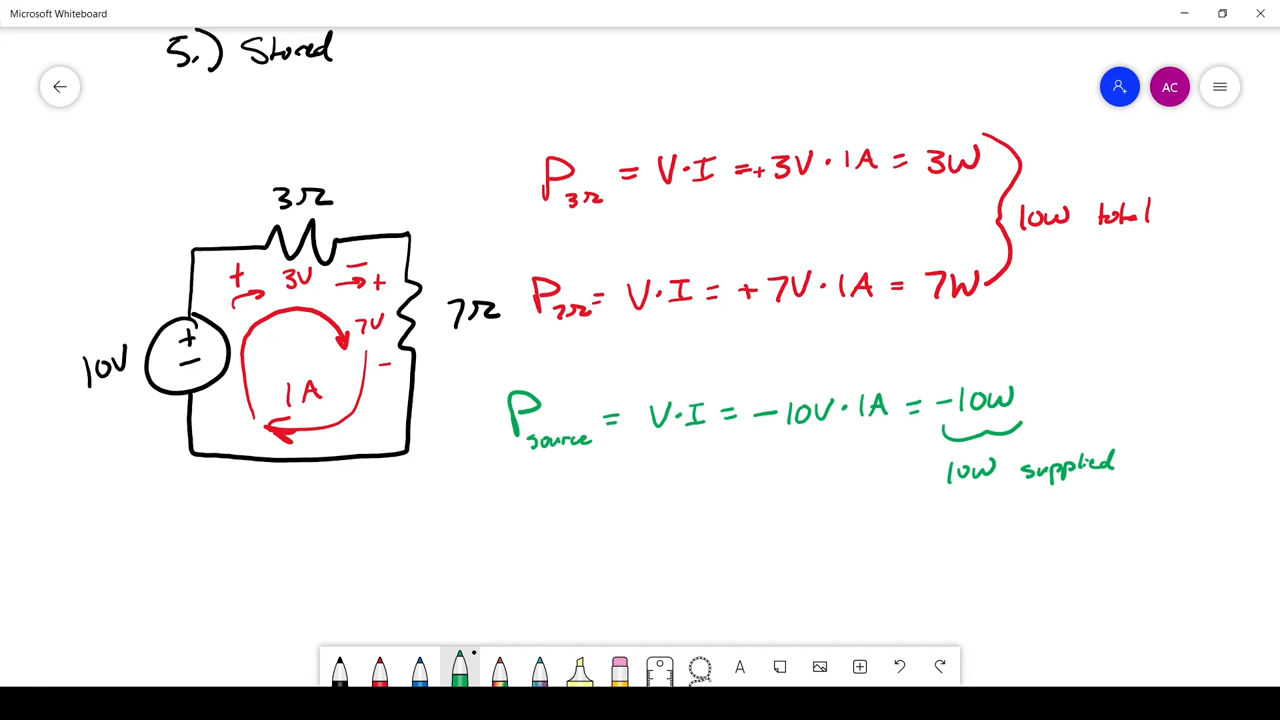 Microsoft Whiteboard
5.) Stored
AC
P3Ω = V·I = +3V·1A = 3W
10W total
3Ω
+ 3V − +
P7Ω = V·I = +7V·1A = 7W
7Ω
7V
+
−
10V
−
1A
Psource = V·I = −10V·1A = −10W
10W supplied
A